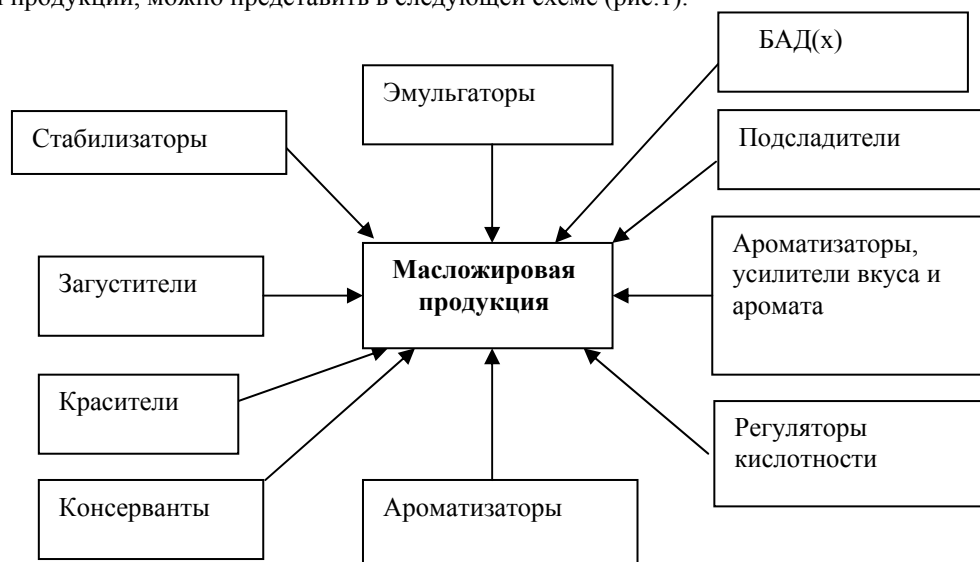 продукции, можно представить в следующей схеме (рис.1).
БАД(х)
Эмульгаторы
Стабилизаторы
Подсладители
Масложировая
продукция
Ароматизаторы,
усилители вкуса и
аромата
Загустители
Красители
Регуляторы
кислотности
Консерванты
Ароматизаторы